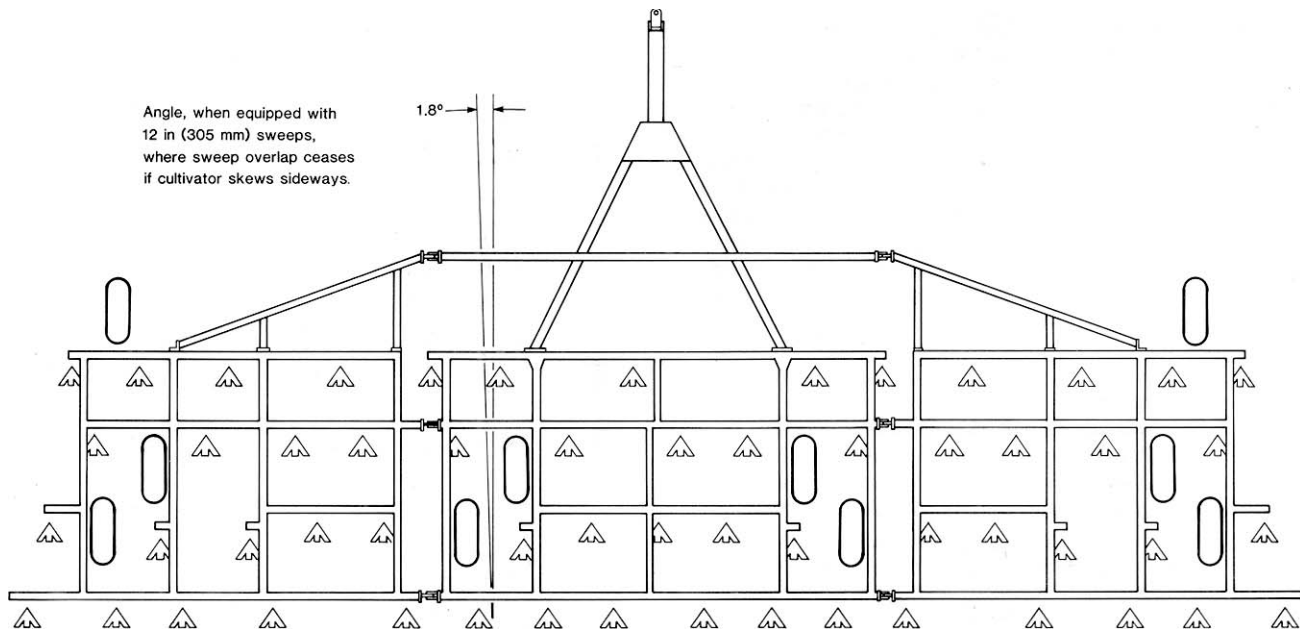 Angle, when equipped with
12 in (305 mm) sweeps,
where sweep overlap ceases
if cultivator skews sideways.
1.8°